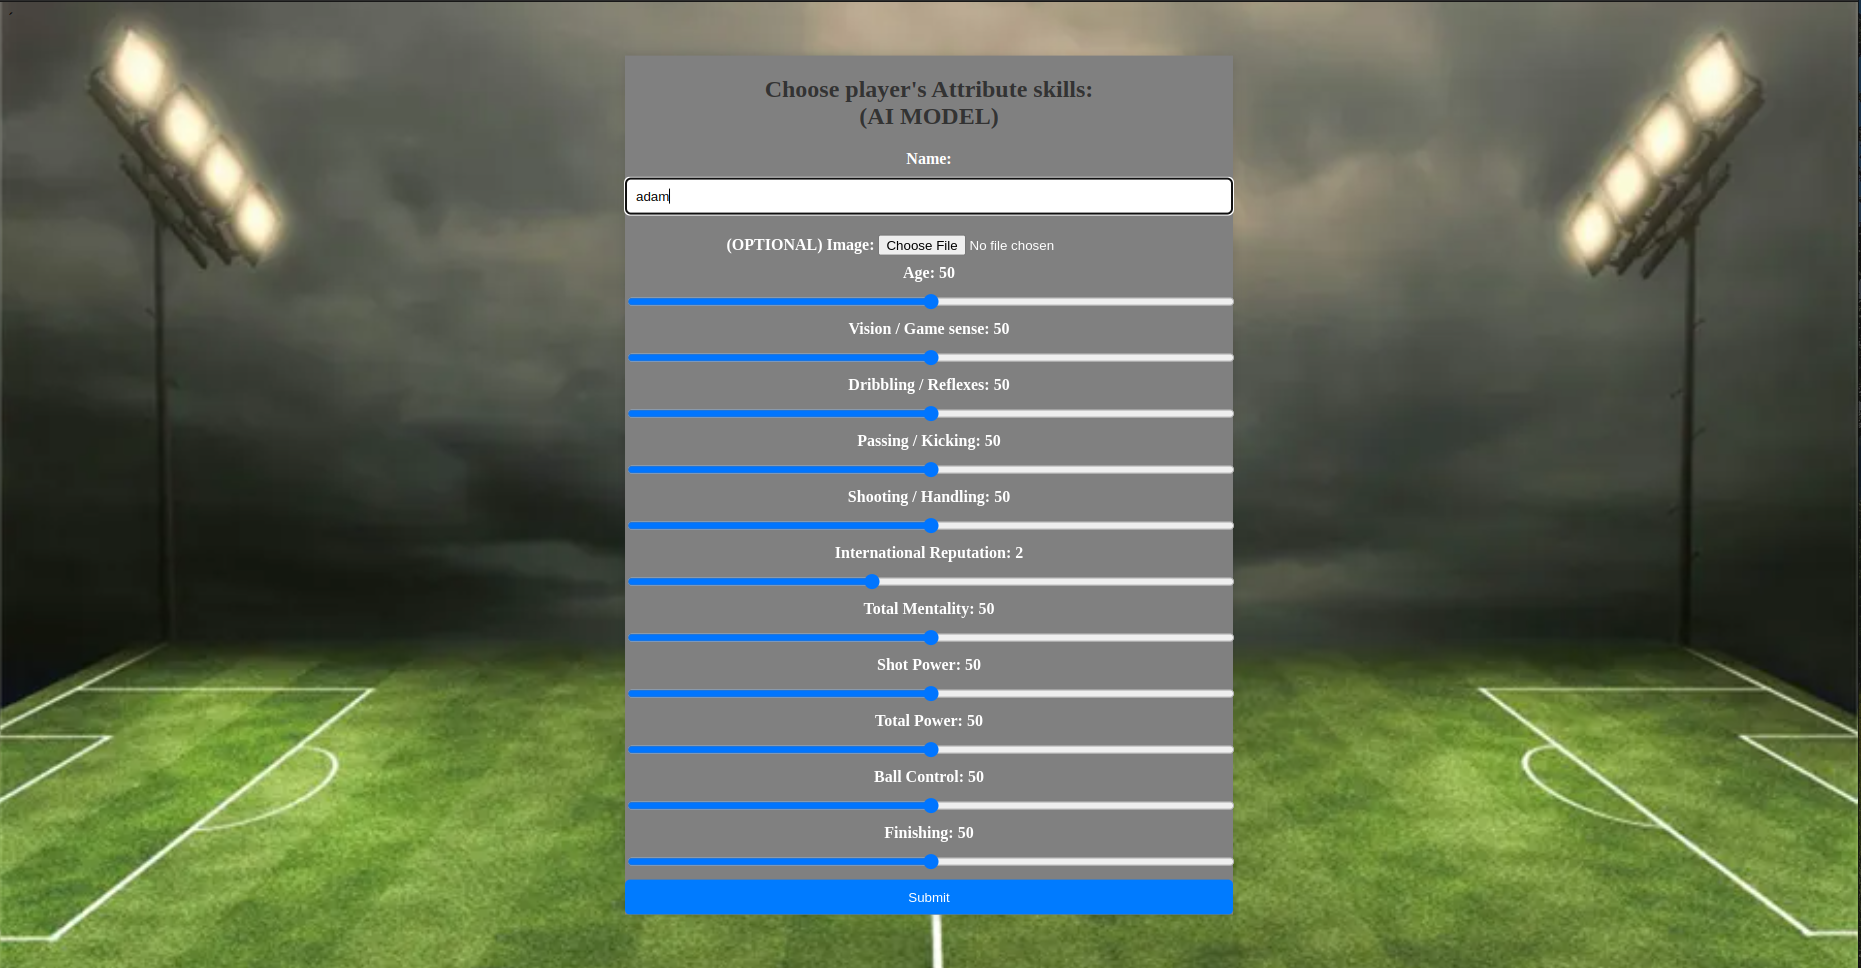 Choose player's Attribute skills:
(AI MODEL)
Name:
adam
(OPTIONAL) Image: Choose File No file chosen
Age: 50
Vision / Game sense: 50
Dribbling / Reflexes: 50
Passing / Kicking: 50
Shooting / Handling: 50
International Reputation: 2
Total Mentality: 50
Shot Power: 50
Total Power: 50
Ball Control: 50
Finishing: 50
Submit